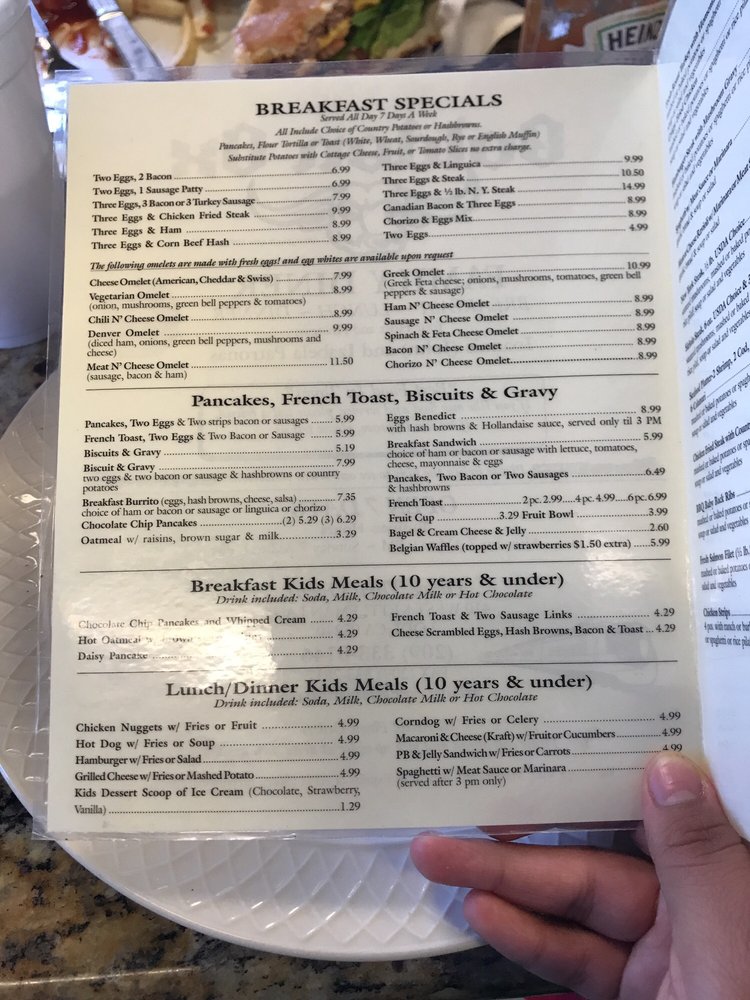 HEINZ
BREAKFAST SPECIALS
Served All Day 7 Days A Week
All Include Choice of Country Potatoes or Hashbrowns.
Pancakes, Flour Tortilla or Toast (White, Wheat, Sourdough, Rye or English Muffin)
Substitute Potatoes with Cottage Cheese, Fruit, or Tomato Slices no extra charge.
Two Eggs, 2 Bacon 6.99
Two Eggs, 1 Sausage Patty 6.99
Three Eggs, 3 Bacon or 3 Turkey Sausage 7.99
Three Eggs & Chicken Fried Steak 9.99
Three Eggs & Ham 8.99
Three Eggs & Corn Beef Hash 8.99
Three Eggs & Linguica 9.99
Three Eggs & Steak 10.50
Three Eggs & ½ lb. N. Y. Steak 14.99
Canadian Bacon & Three Eggs 8.99
Chorizo & Eggs Mix 8.99
Two Eggs 4.99
The following omelets are made with fresh eggs! and egg whites are available upon request
Cheese Omelet (American, Cheddar & Swiss) 7.99
Vegetarian Omelet 8.99
(onion, mushrooms, green bell peppers & tomatoes)
Chili N' Cheese Omelet 8.99
Denver Omelet 9.99
(diced ham, onions, green bell peppers, mushrooms and
cheese)
Meat N' Cheese Omelet 11.50
(sausage, bacon & ham)
Greek Omelet 10.99
(Greek Feta cheese; onions, mushrooms, tomatoes, green bell
peppers & sausage)
Ham N' Cheese Omelet 8.99
Sausage N' Cheese Omelet 8.99
Spinach & Feta Cheese Omelet 8.99
Bacon N' Cheese Omelet 8.99
Chorizo N' Cheese Omelet 8.99
Pancakes, French Toast, Biscuits & Gravy
Pancakes, Two Eggs & Two strips bacon or sausages 5.99
French Toast, Two Eggs & Two Bacon or Sausage 5.99
Biscuits & Gravy 5.19
Biscuit & Gravy 7.99
two eggs & two bacon or sausage & hashbrowns or country
potatoes
Breakfast Burrito (eggs, hash browns, cheese, salsa) 7.35
choice of ham or bacon or sausage or linguica or chorizo
Chocolate Chip Pancakes (2) 5.29 (3) 6.29
Oatmeal w/ raisins, brown sugar & milk 3.29
Eggs Benedict 8.99
with hash browns & Hollandaise sauce, served only til 3 PM
Breakfast Sandwich 5.99
choice of ham or bacon or sausage with lettuce, tomatoes,
cheese, mayonnaise & eggs
Pancakes, Two Bacon or Two Sausages 6.49
& hashbrowns
French Toast 2 pc. 2.99 4 pc. 4.99 6 pc. 6.99
Fruit Cup 3.29 Fruit Bowl 3.99
Bagel & Cream Cheese & Jelly 2.60
Belgian Waffles (topped w/ strawberries $1.50 extra) 5.99
Breakfast Kids Meals (10 years & under)
Drink included: Soda, Milk, Chocolate Milk or Hot Chocolate
Chocolate Chip Pancakes and Whipped Cream 4.29
Hot Oatmeal 4.29
Daisy Pancake 4.29
French Toast & Two Sausage Links 4.29
Cheese Scrambled Eggs, Hash Browns, Bacon & Toast 4.29
Lunch/Dinner Kids Meals (10 years & under)
Drink included: Soda, Milk, Chocolate Milk or Hot Chocolate
Chicken Nuggets w/ Fries or Fruit 4.99
Hot Dog w/ Fries or Soup 4.99
Hamburger w/ Fries or Salad 4.99
Grilled Cheese w/ Fries or Mashed Potato 4.99
Kids Dessert Scoop of Ice Cream (Chocolate, Strawberry,
Vanilla) 1.29
Corndog w/ Fries or Celery 4.99
Macaroni & Cheese (Kraft) w/ Fruit or Cucumbers 4.99
PB & Jelly Sandwich w/ Fries or Carrots 4.99
Spaghetti w/ Meat Sauce or Marinara
(served after 3 pm only)
BBQ Baby Back Ribs
Chicken Strips